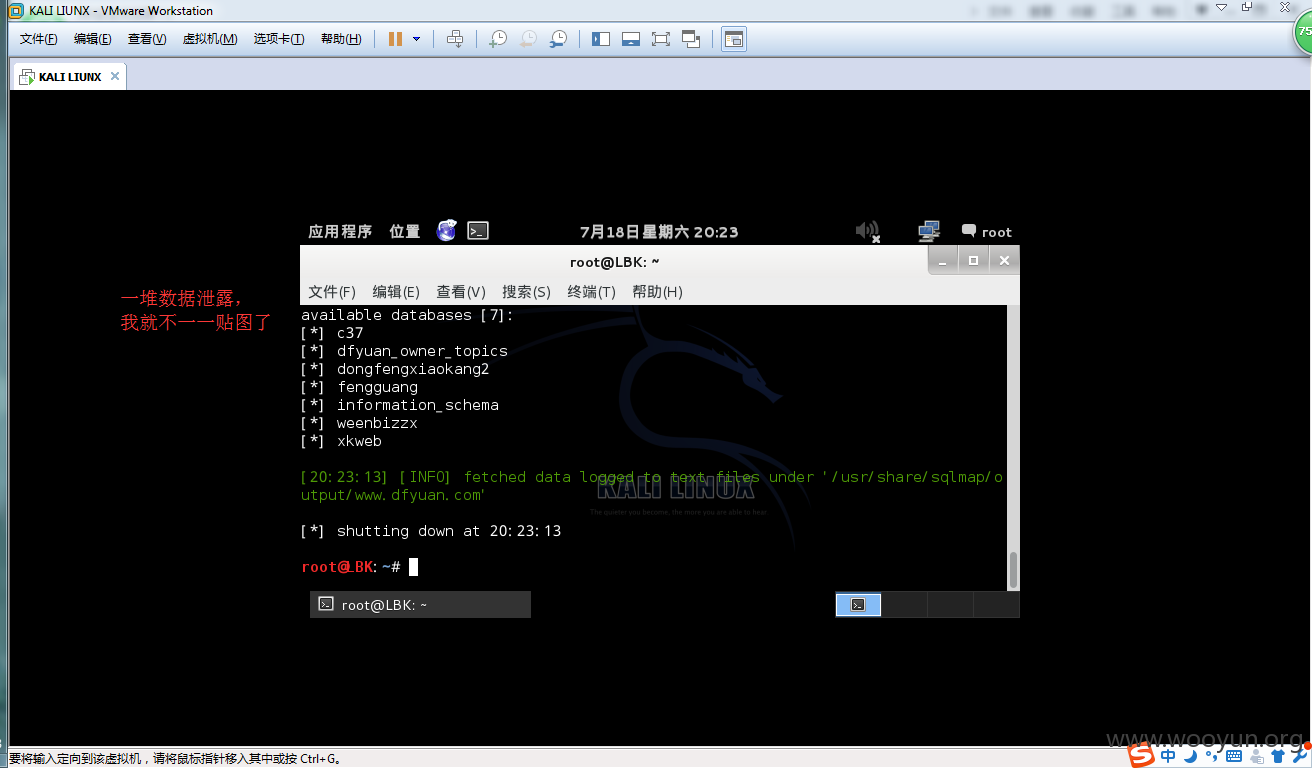 KALI LIUNX - VMware Workstation
文件(F) 编辑(E) 查看(V) 虚拟机(M) 选项卡(T) 帮助(H)
75
KALI LIUNX
应用程序 位置 7月18日星期六 20:23 root
root@LBK: ~
文件(F) 编辑(E) 查看(V) 搜索(S) 终端(T) 帮助(H)
一堆数据泄露，
我就不一一贴图了
available databases [7]:
[*] c37
[*] dfyuan_owner_topics
[*] dongfengxiaokang2
[*] fengguang
[*] information_schema
[*] weenbizzx
[*] xkweb
[20:23:13] [INFO] fetched data logged to text files under '/usr/share/sqlmap/o
utput/www.dfyuan.com'
KALI LINUX
The quieter you become, the more you are able to hear
[*] shutting down at 20:23:13
root@LBK:~#
root@LBK: ~
www.wooyun.org
要将输入定向到该虚拟机，请将鼠标指针移入其中或按 Ctrl+G。
中